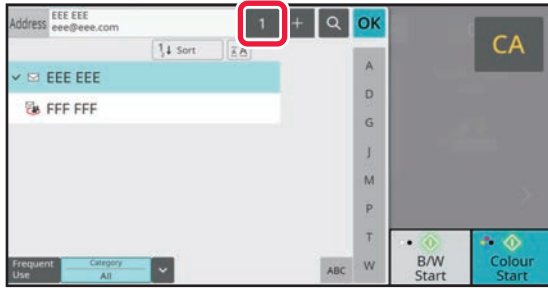 Address
EEE EEE
eee@eee.com
1
+
OK
CA
Sort
EEE EEE
FFF FFF
A
D
G
J
M
P
T
W
Frequent
Use
Category
All
ABC
B/W
Start
Colour
Start